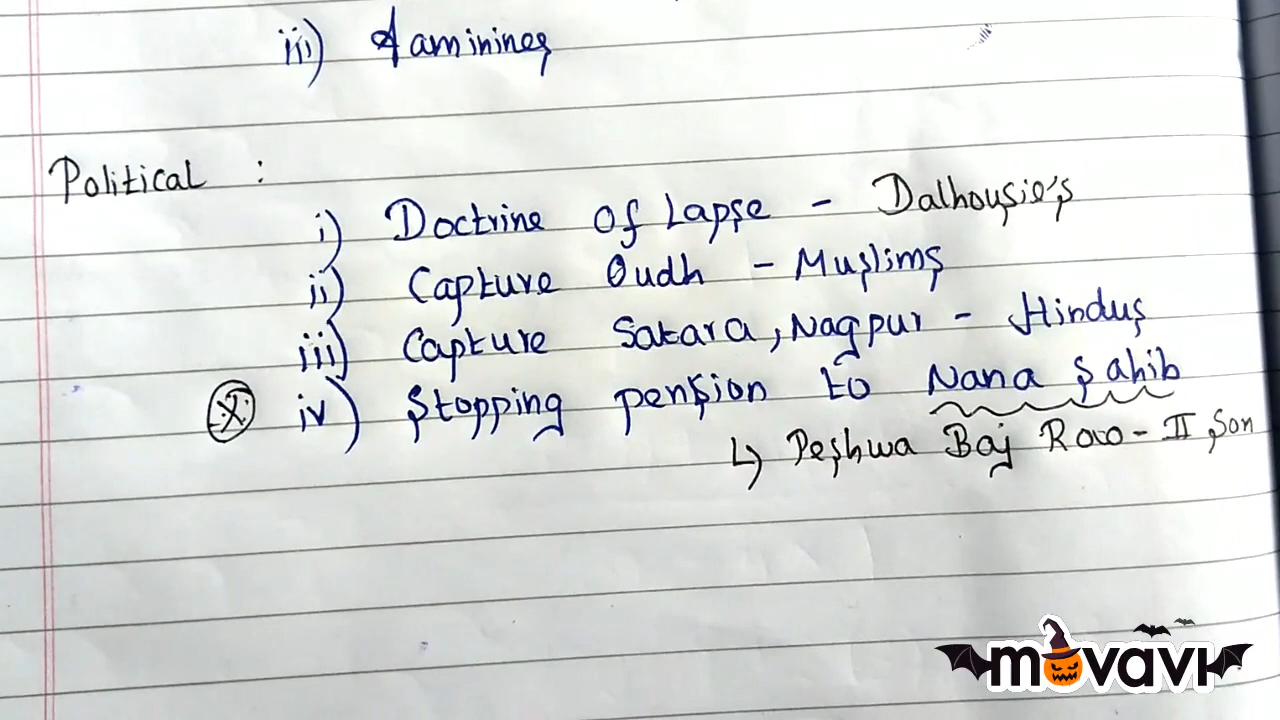 iii) faminines
Political :
i) Doctrine of Lapse - Dalhousie's
ii) Capture Oudh - Muslims
iii) Capture Satara, Nagpur - Hindus
iv) Stopping pension to Nana Sahib
↳ Peshwa Baj Rao - II son
movavi